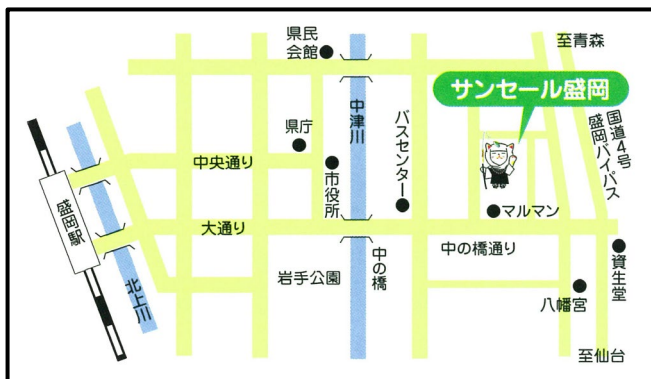 県民
会館
至青森
サンセール盛岡
中津川
バスセンター
国道4号
盛岡バイパス
県庁
中央通り
市役所
マルマン
盛岡駅
大通り
中の橋通り
中の橋
岩手公園
資生堂
北上川
八幡宮
至仙台